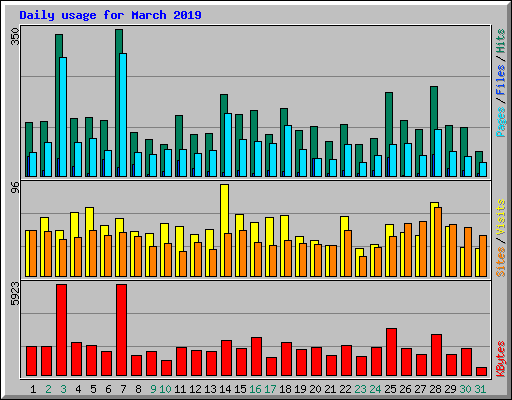 Daily usage for March 2019
350
Pages / Files / Hits
96
Sites / Visits
5923
KBytes
1 2 3 4 5 6 7 8 9 10 11 12 13 14 15 16 17 18 19 20 21 22 23 24 25 26 27 28 29 30 31